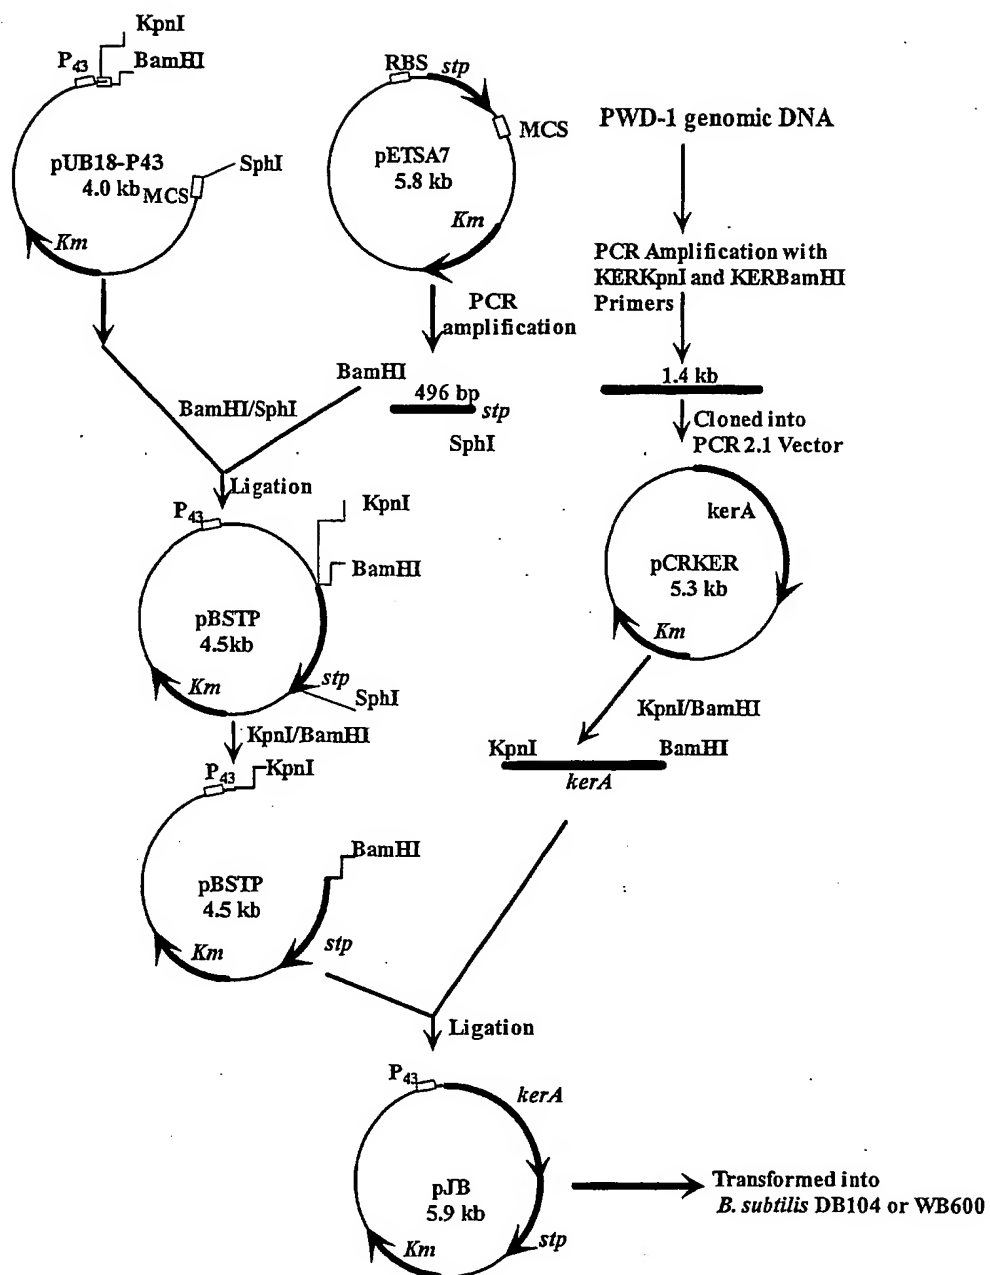 KpnI
P43
BamHI
pUB18-P43
4.0 kb
MCS
SphI
Km
RBS
stp
MCS
pETSA7
5.8 kb
Km
PWD-1 genomic DNA
PCR Amplification with
KERKpnI and KERBamHI
Primers
PCR
amplification
BamHI
496 bp
stp
SphI
1.4 kb
Cloned into
PCR 2.1 Vector
BamHI/SphI
Ligation
P43
KpnI
BamHI
pBSTP
4.5kb
Km
stp
SphI
kerA
pCRKER
5.3 kb
Km
KpnI/BamHI
KpnI/BamHI
KpnI
BamHI
kerA
P43
KpnI
BamHI
pBSTP
4.5 kb
Km
stp
Ligation
P43
kerA
pJB
5.9 kb
Km
stp
Transformed into
B. subtilis DB104 or WB600